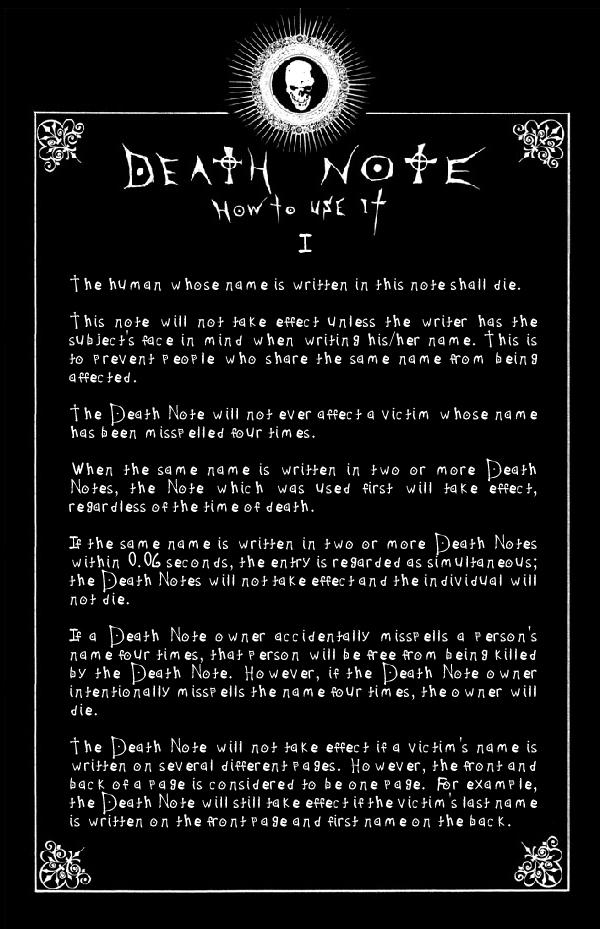 DEATH NOTE
How to use It
I
The human whose name is written in this note shall die.
This note will not take effect unless the writer has the
subject's face in mind when writing his/her name. This is
to prevent people who share the same name from being
affected.
The Death Note will not ever affect a victim whose name
has been misspelled four times.
When the same name is written in two or more Death
Notes, the Note which was used first will take effect,
regardless of the time of death.
If the same name is written in two or more Death Notes
within 0.06 seconds, the entry is regarded as simultaneous;
the Death Notes will not take effect and the individual will
not die.
If a Death Note owner accidentally misspells a person's
name four times, that person will be free from being killed
by the Death Note. However, if the Death Note owner
intentionally misspells the name four times, the owner will
die.
The Death Note will not take effect if a victim's name is
written on several different pages. However, the front and
back of a page is considered to be one page. For example,
the Death Note will still take effect if the victim's last name
is written on the front page and first name on the back.